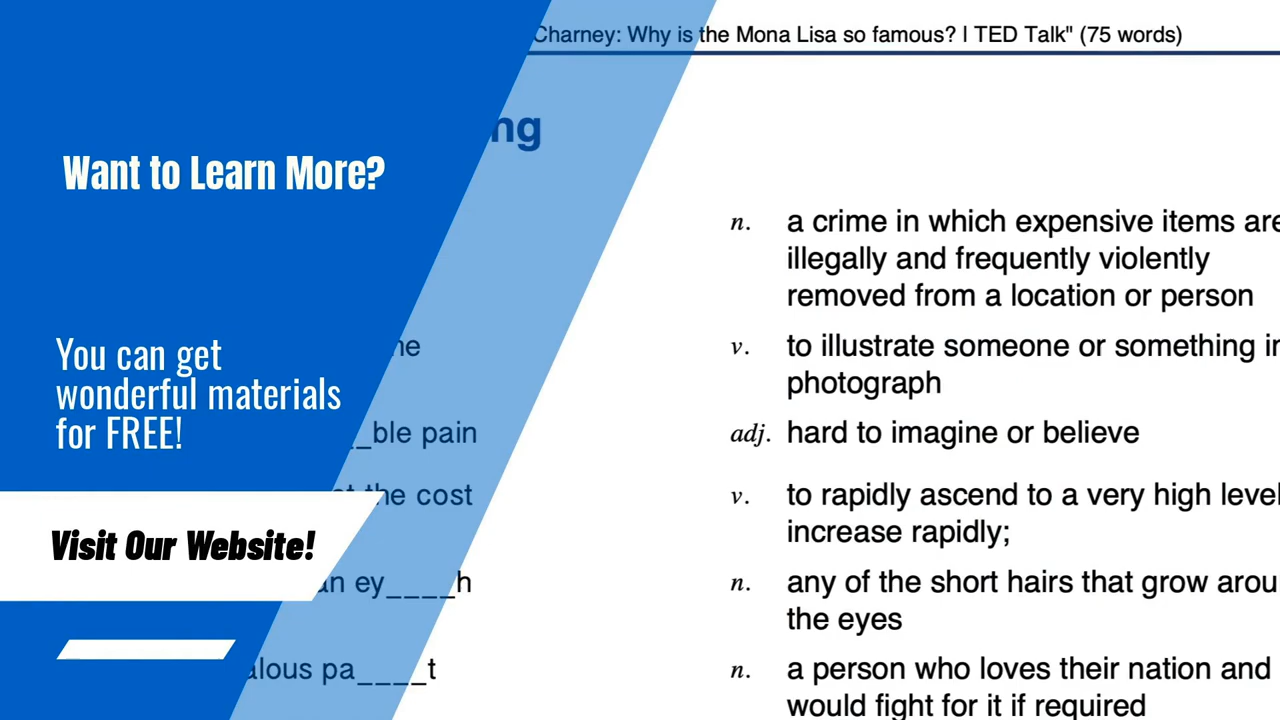 Charney: Why is the Mona Lisa so famous? | TED Talk" (75 words)
ng
Want to Learn More?
You can get
wonderful materials
for FREE!
Visit Our Website!
ne
_ble pain
the cost
an ey____h
alous pa____t
n. a crime in which expensive items are
illegally and frequently violently
removed from a location or person
v. to illustrate someone or something in
photograph
adj. hard to imagine or believe
v. to rapidly ascend to a very high level
increase rapidly;
n. any of the short hairs that grow arou
the eyes
n. a person who loves their nation and
would fight for it if required